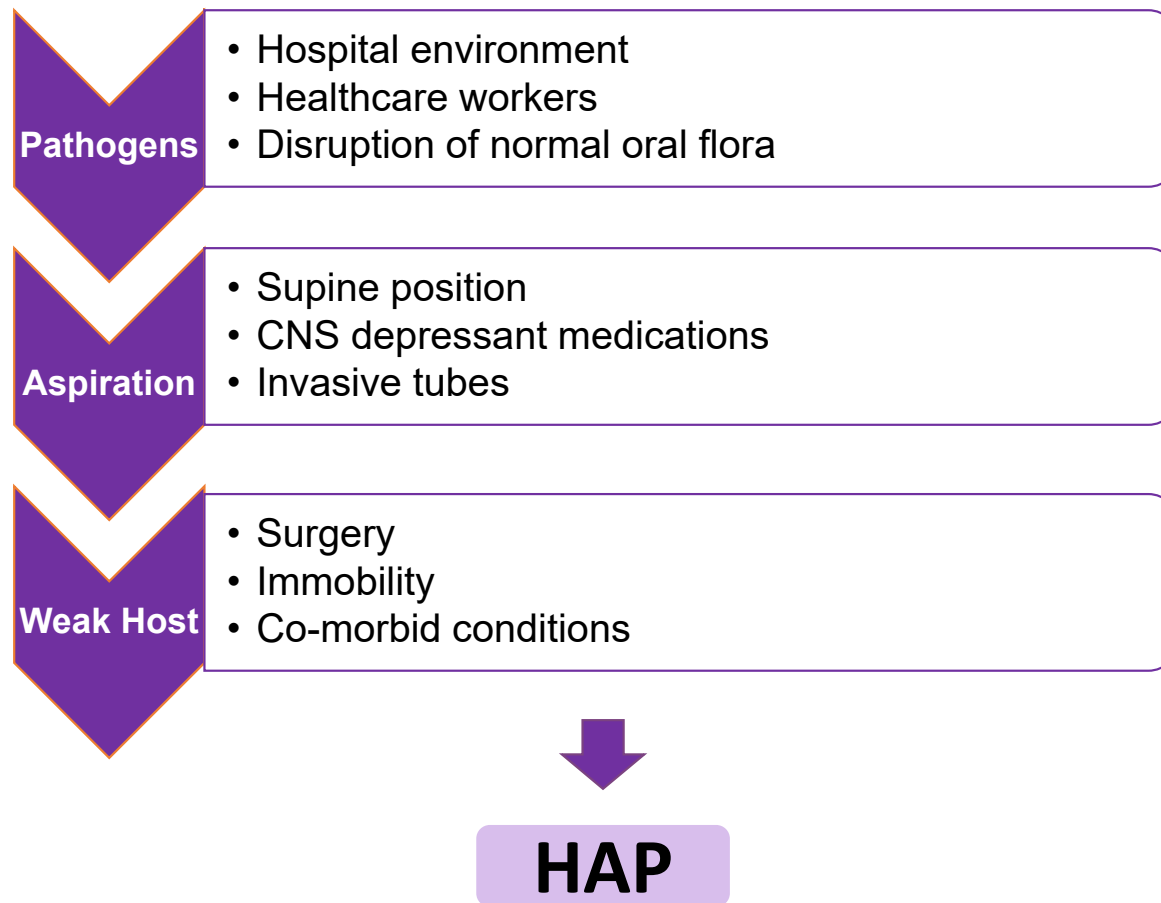 Pathogens
• Hospital environment
• Healthcare workers
• Disruption of normal oral flora
Aspiration
• Supine position
• CNS depressant medications
• Invasive tubes
Weak Host
• Surgery
• Immobility
• Co-morbid conditions
HAP